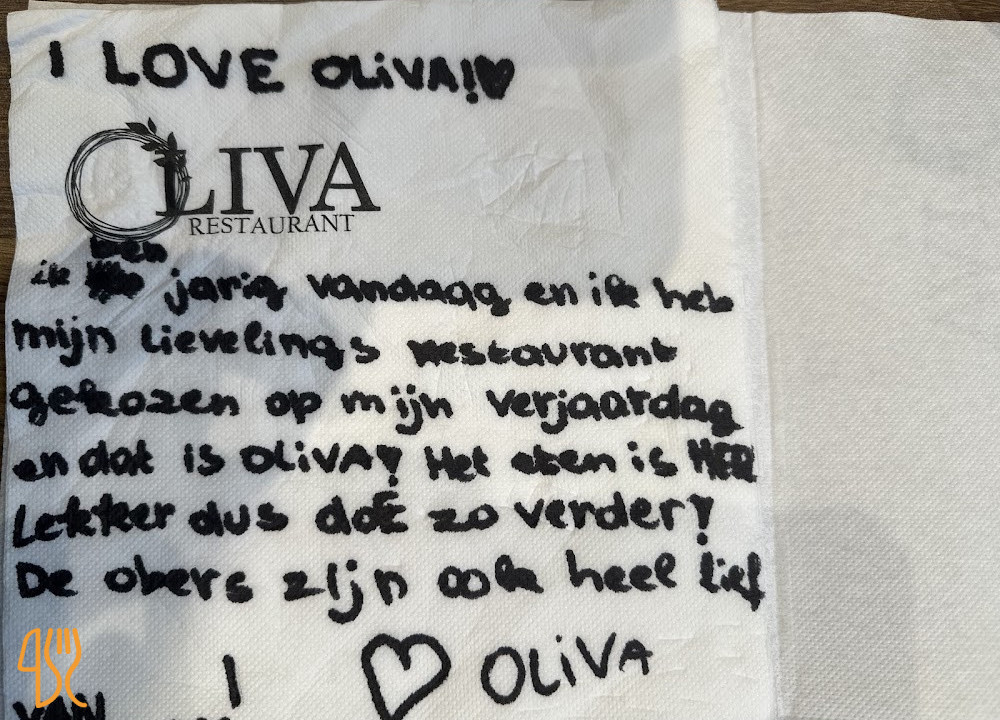 I LOVE OLiVA!♥
OLIVA
RESTAURANT
ben
ik jarig vandaag en ik heb
mijn lievelings restaurant
gekozen op mijn verjaardag
en dat is OLiVA! Het eten is HEEL
Lekker dus doe zo verder!
De obers zijn ook heel lief
! ♡ OLiVA
VAN